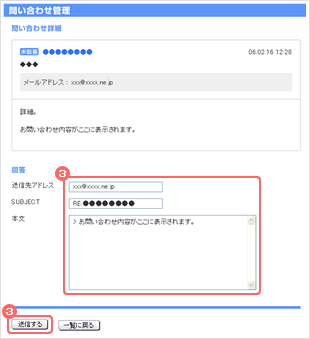 問い合わせ管理
問い合わせ詳細
未回答 ●●●●●●●● 06.02.16 12:28
◆◆◆
メールアドレス： xxx@xxxx.ne.jp
詳細。
お問い合わせ内容がここに表示されます。
回答
3
送信先アドレス xxx@xxxx.ne.jp
SUBJECT RE:●●●●●●●●
本文 > お問い合わせ内容がここに表示されます。
3
送信する 一覧に戻る